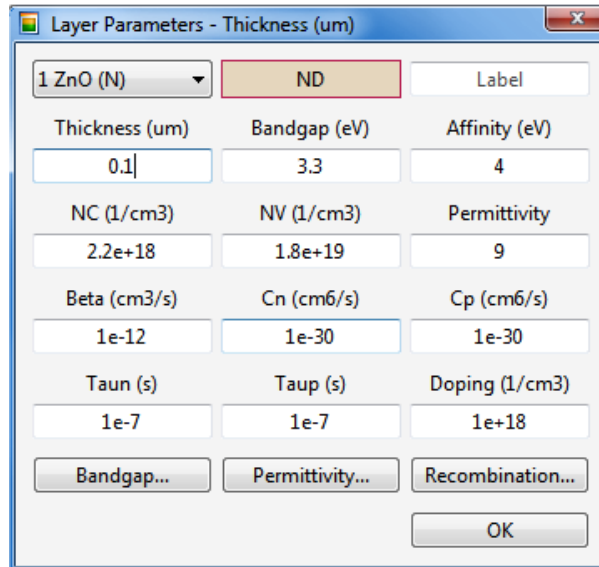 Layer Parameters - Thickness (um)
1 ZnO (N) ND Label
Thickness (um) Bandgap (eV) Affinity (eV)
0.1 3.3 4
NC (1/cm3) NV (1/cm3) Permittivity
2.2e+18 1.8e+19 9
Beta (cm3/s) Cn (cm6/s) Cp (cm6/s)
1e-12 1e-30 1e-30
Taun (s) Taup (s) Doping (1/cm3)
1e-7 1e-7 1e+18
Bandgap... Permittivity... Recombination...
OK